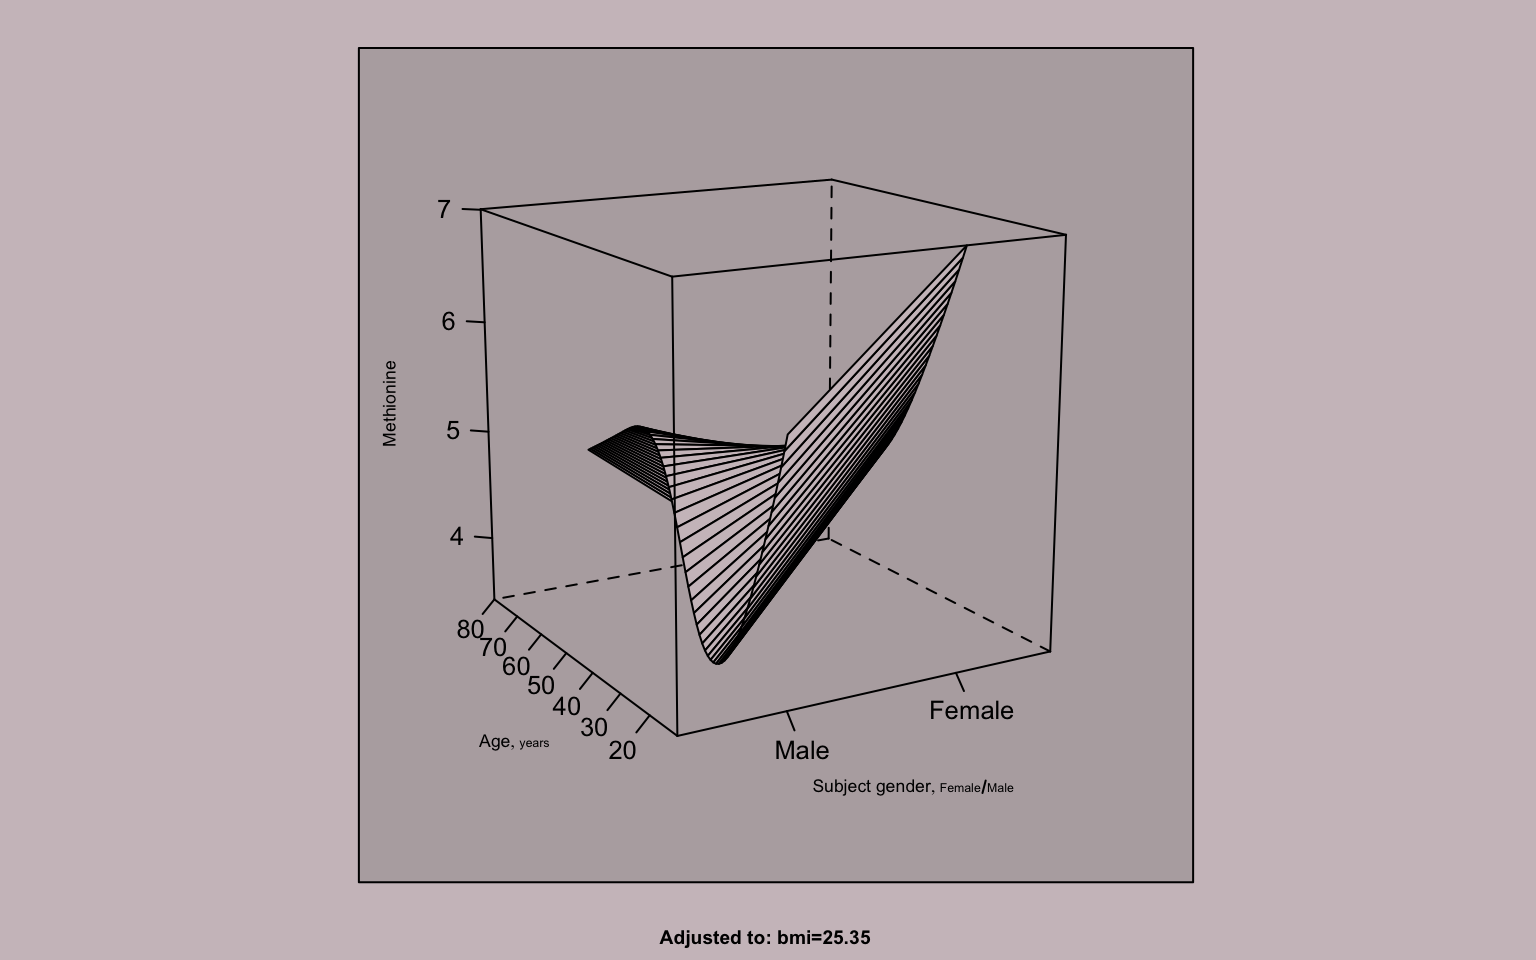 7
6
5
4
Methionine
80
70
60
50
40
30
20
Age, years
Male
Female
Subject gender, Female/Male
Adjusted to: bmi=25.35